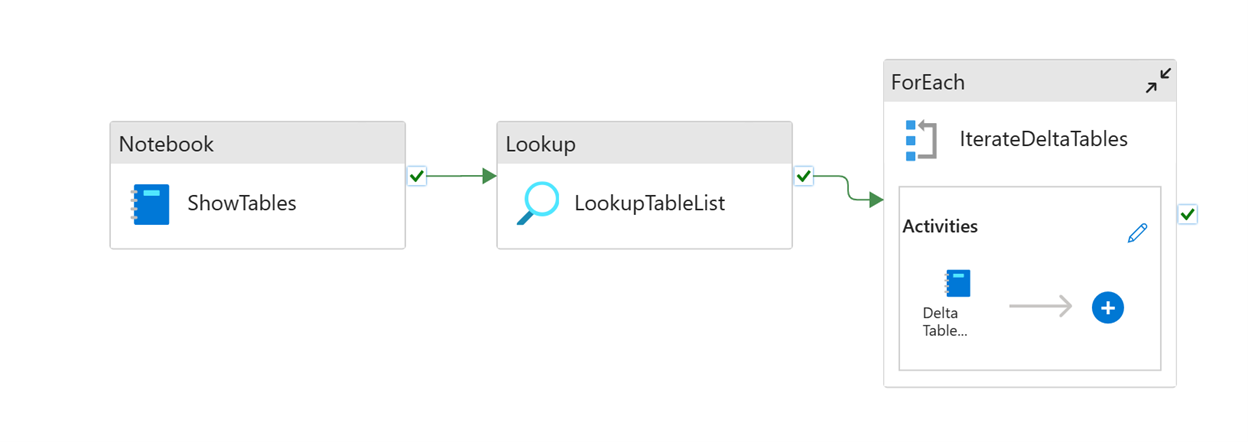 Notebook
ShowTables
Lookup
LookupTableList
ForEach
IterateDeltaTables
Activities
Delta
Table...